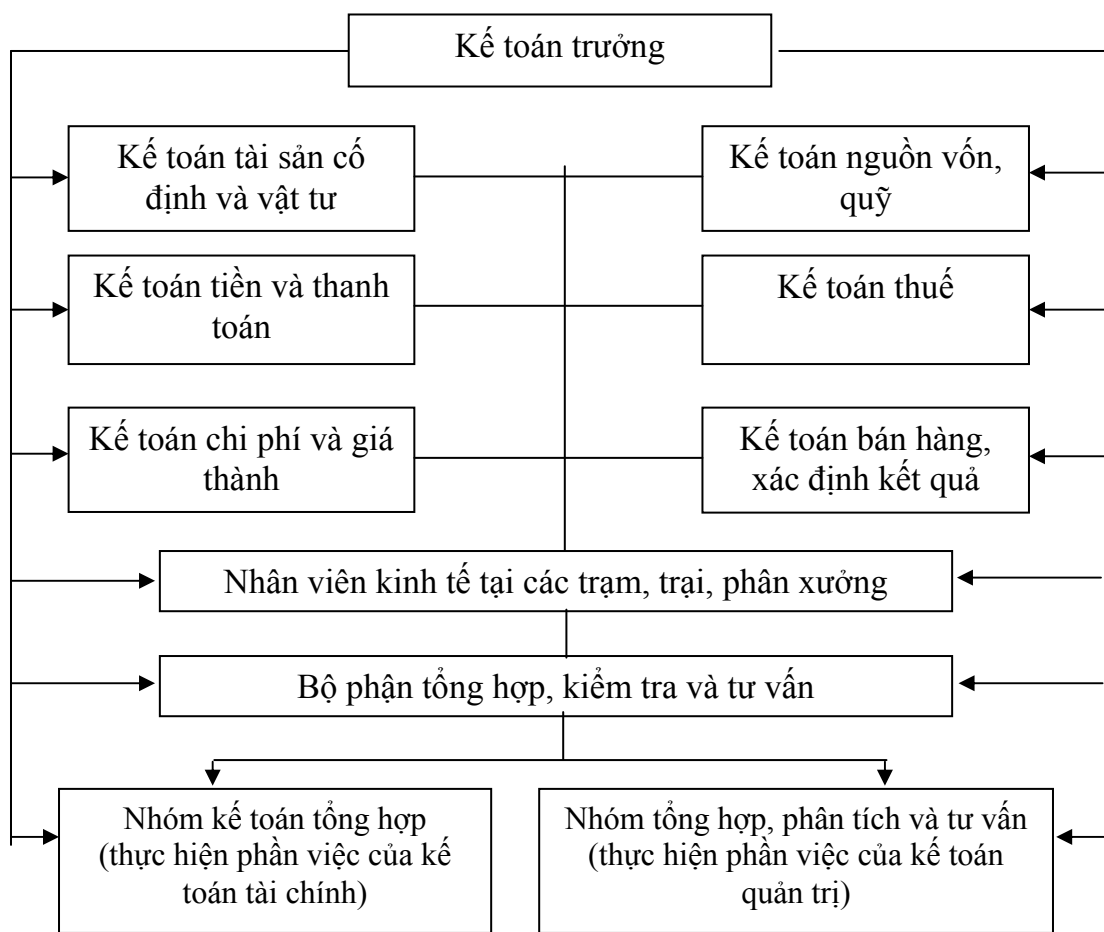 Kế toán trưởng
Kế toán tài sản cố
định và vật tư
Kế toán nguồn vốn,
quỹ
Kế toán tiền và thanh
toán
Kế toán thuế
Kế toán chi phí và giá
thành
Kế toán bán hàng,
xác định kết quả
Nhân viên kinh tế tại các trạm, trại, phân xưởng
Bộ phận tổng hợp, kiểm tra và tư vấn
Nhóm kế toán tổng hợp
(thực hiện phần việc của kế
toán tài chính)
Nhóm tổng hợp, phân tích và tư vấn
(thực hiện phần việc của kế toán
quản trị)